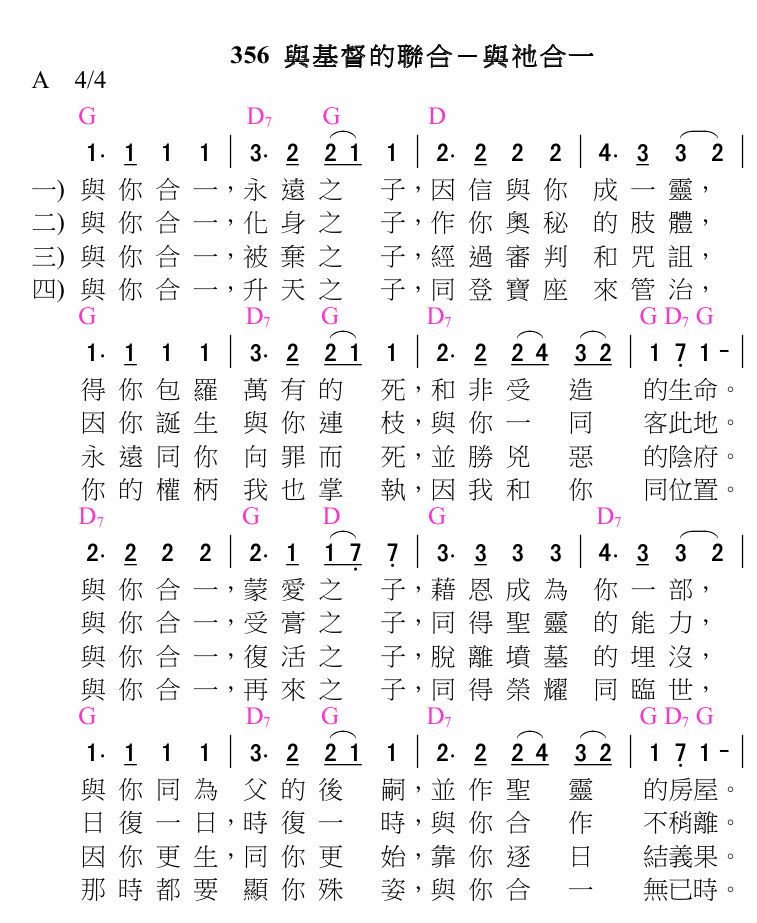 356 與基督的聯合－與祂合一
A 4/4
G D7 G D
1· 1 1 1 | 3· 2 2 1 1 | 2· 2 2 2 | 4· 3 3 2 |
一) 與你合一，永遠之子，因信與你成一靈，
二) 與你合一，化身之子，作你奧秘的肢體，
三) 與你合一，被棄之子，經過審判和咒詛，
四) 與你合一，升天之子，同登寶座來管治，
G D7 G D7 G D7 G
1· 1 1 1 | 3· 2 2 1 1 | 2· 2 2 4 3 2 | 1 7 1 - |
得你包羅萬有的死，和非受造的生命。
因你誕生與你連枝，與你一同客此地。
永遠同你向罪而死，並勝兇惡的陰府。
你的權柄我也掌執，因我和你同位置。
D7 G D G D7
2· 2 2 2 | 2· 1 1 7 7 | 3· 3 3 3 | 4· 3 3 2 |
與你合一，蒙愛之子，藉恩成為你一部，
與你合一，受膏之子，同得聖靈的能力，
與你合一，復活之子，脫離墳墓的埋沒，
與你合一，再來之子，同得榮耀同臨世，
G D7 G D7 G D7 G
1· 1 1 1 | 3· 2 2 1 1 | 2· 2 2 4 3 2 | 1 7 1 - |
與你同為父的後嗣，並作聖靈的房屋。
日復一日，時復一時，與你合作不稍離。
因你更生，同你更始，靠你逐日結義果。
那時都要顯你殊姿，與你合一無已時。